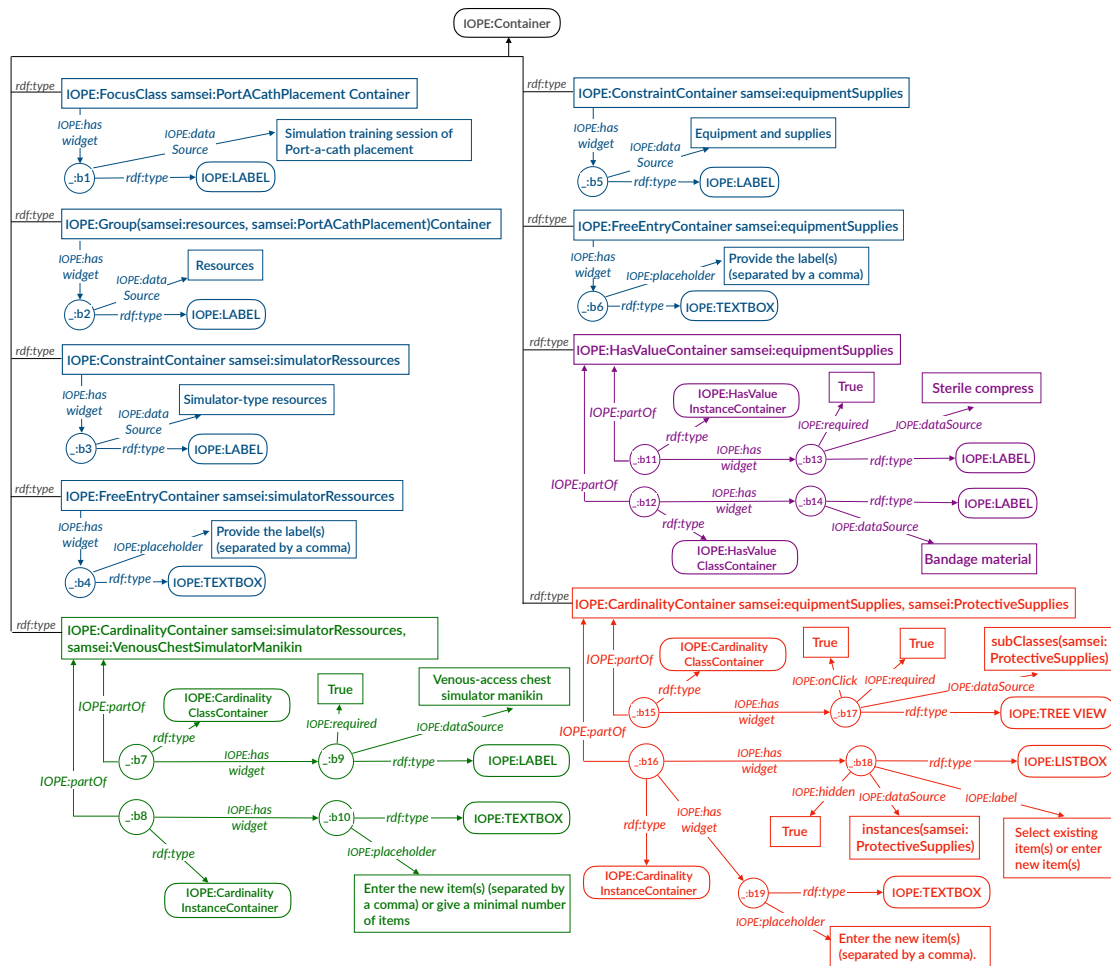 IOPE:Container
rdf:type
IOPE:FocusClass samsei:PortACathPlacement Container
IOPE:has
widget
IOPE:data
Source
Simulation training session of
Port-a-cath placement
_:b1
rdf:type
IOPE:LABEL
rdf:type
IOPE:Group(samsei:resources, samsei:PortACathPlacement)Container
IOPE:has
widget
IOPE:data
Source
Resources
_:b2
rdf:type
IOPE:LABEL
rdf:type
IOPE:ConstraintContainer samsei:simulatorRessources
IOPE:has
widget
IOPE:data
Source
Simulator-type resources
_:b3
rdf:type
IOPE:LABEL
rdf:type
IOPE:FreeEntryContainer samsei:simulatorRessources
IOPE:has
widget
IOPE:placeholder
Provide the label(s)
(separated by a comma)
_:b4
rdf:type
IOPE:TEXTBOX
rdf:type
IOPE:CardinalityContainer samsei:simulatorRessources,
samsei:VenousChestSimulatorManikin
IOPE:partOf
IOPE:partOf
IOPE:Cardinality
ClassContainer
rdf:type
_:b7
IOPE:has
widget
True
IOPE:required
Venous-access chest
simulator manikin
IOPE:dataSource
_:b9
rdf:type
IOPE:LABEL
_:b8
IOPE:has
widget
_:b10
rdf:type
IOPE:TEXTBOX
rdf:type
IOPE:Cardinality
InstanceContainer
IOPE:placeholder
Enter the new item(s) (separated by
a comma) or give a minimal number
of items
rdf:type
IOPE:ConstraintContainer samsei:equipmentSupplies
IOPE:has
widget
IOPE:data
Source
Equipment and supplies
_:b5
rdf:type
IOPE:LABEL
rdf:type
IOPE:FreeEntryContainer samsei:equipmentSupplies
IOPE:has
widget
IOPE:placeholder
Provide the label(s)
(separated by a comma)
_:b6
rdf:type
IOPE:TEXTBOX
rdf:type
IOPE:HasValueContainer samsei:equipmentSupplies
IOPE:partOf
IOPE:partOf
IOPE:HasValue
InstanceContainer
rdf:type
_:b11
IOPE:has
widget
True
IOPE:required
Sterile compress
IOPE:dataSource
_:b13
rdf:type
IOPE:LABEL
_:b12
IOPE:has
widget
_:b14
rdf:type
IOPE:LABEL
rdf:type
IOPE:HasValue
ClassContainer
IOPE:dataSource
Bandage material
rdf:type
IOPE:CardinalityContainer samsei:equipmentSupplies, samsei:ProtectiveSupplies
IOPE:partOf
IOPE:partOf
IOPE:Cardinality
ClassContainer
rdf:type
_:b15
IOPE:has
widget
True
IOPE:onClick
True
IOPE:required
subClasses(samsei:
ProtectiveSupplies)
IOPE:dataSource
_:b17
rdf:type
IOPE:TREE VIEW
_:b16
IOPE:has
widget
_:b18
rdf:type
IOPE:LISTBOX
IOPE:hidden
True
IOPE:dataSource
instances(samsei:
ProtectiveSupplies)
IOPE:label
Select existing
item(s) or enter
new item(s)
rdf:type
IOPE:Cardinality
InstanceContainer
IOPE:has
widget
_:b19
rdf:type
IOPE:TEXTBOX
IOPE:placeholder
Enter the new item(s)
(separated by a comma).